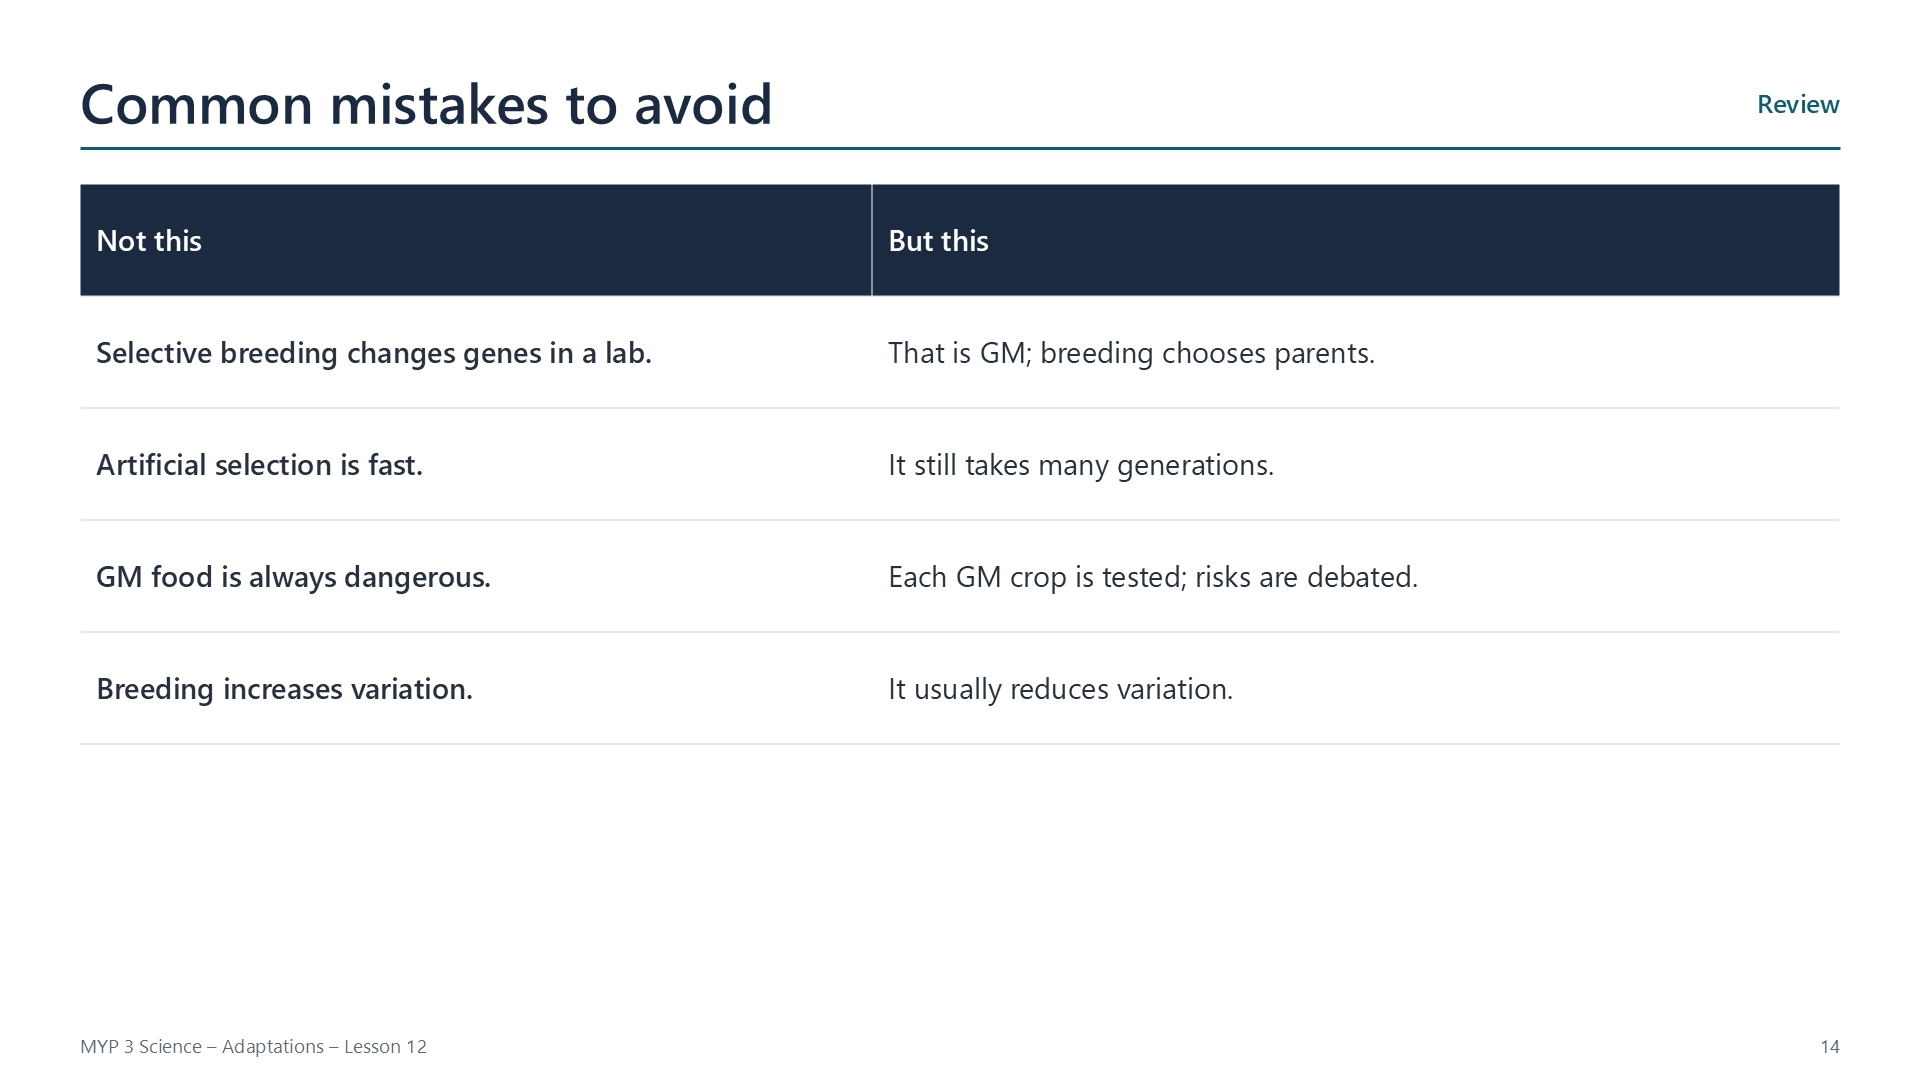 Common mistakes to avoid
Review
Not this
But this
Selective breeding changes genes in a lab.
That is GM; breeding chooses parents.
Artificial selection is fast.
It still takes many generations.
GM food is always dangerous.
Each GM crop is tested; risks are debated.
Breeding increases variation.
It usually reduces variation.
MYP 3 Science – Adaptations – Lesson 12
14